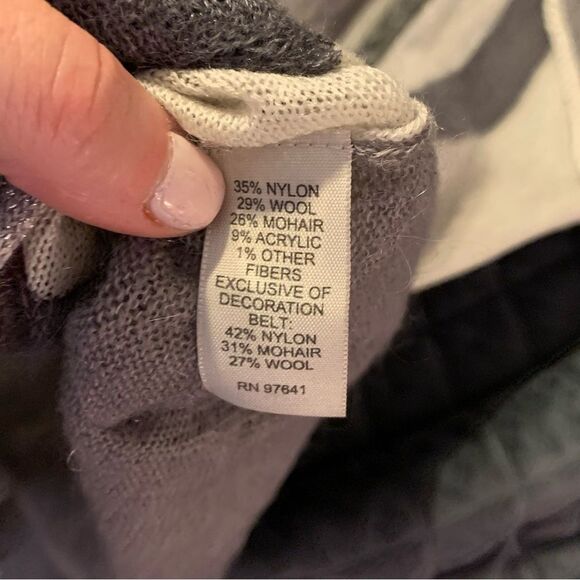 35% NYLON
29% WOOL
26% MOHAIR
9% ACRYLIC
1% OTHER
FIBERS
EXCLUSIVE OF
DECORATION
BELT:
42% NYLON
31% MOHAIR
27% WOOL
RN 97641